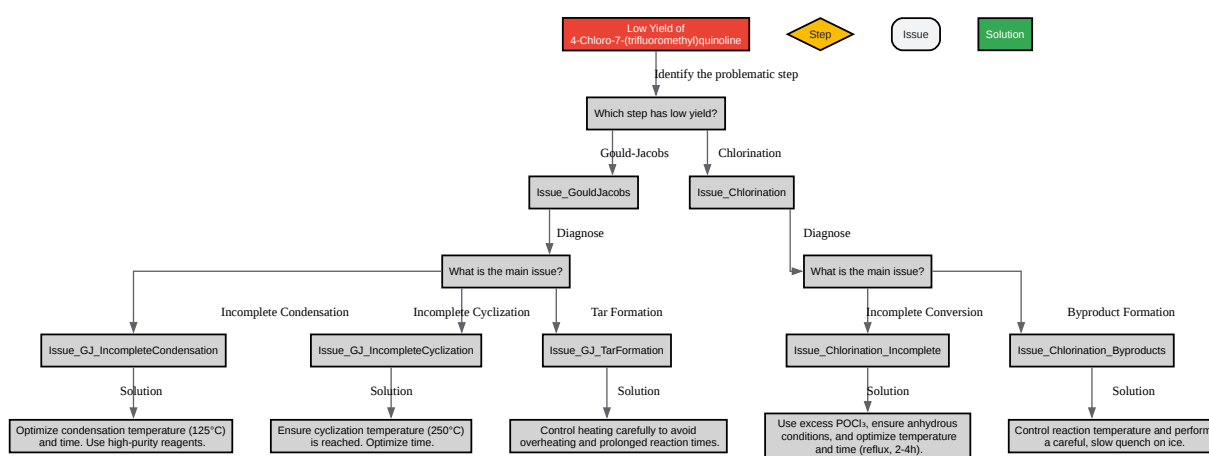 Low Yield of
4-Chloro-7-(trifluoromethyl)quinoline
Step
Issue
Solution
Identify the problematic step
Which step has low yield?
Gould-Jacobs
Chlorination
Issue_GouldJacobs
Issue_Chlorination
Diagnose
Diagnose
What is the main issue?
What is the main issue?
Incomplete Condensation
Incomplete Cyclization
Tar Formation
Incomplete Conversion
Byproduct Formation
Issue_GJ_IncompleteCondensation
Issue_GJ_IncompleteCyclization
Issue_GJ_TarFormation
Issue_Chlorination_Incomplete
Issue_Chlorination_Byproducts
Solution
Solution
Solution
Solution
Solution
Optimize condensation temperature (125°C)
and time. Use high-purity reagents.
Ensure cyclization temperature (250°C)
is reached. Optimize time.
Control heating carefully to avoid
overheating and prolonged reaction times.
Use excess POCl₃, ensure anhydrous
conditions, and optimize temperature
and time (reflux, 2-4h).
Control reaction temperature and perform
a careful, slow quench on ice.